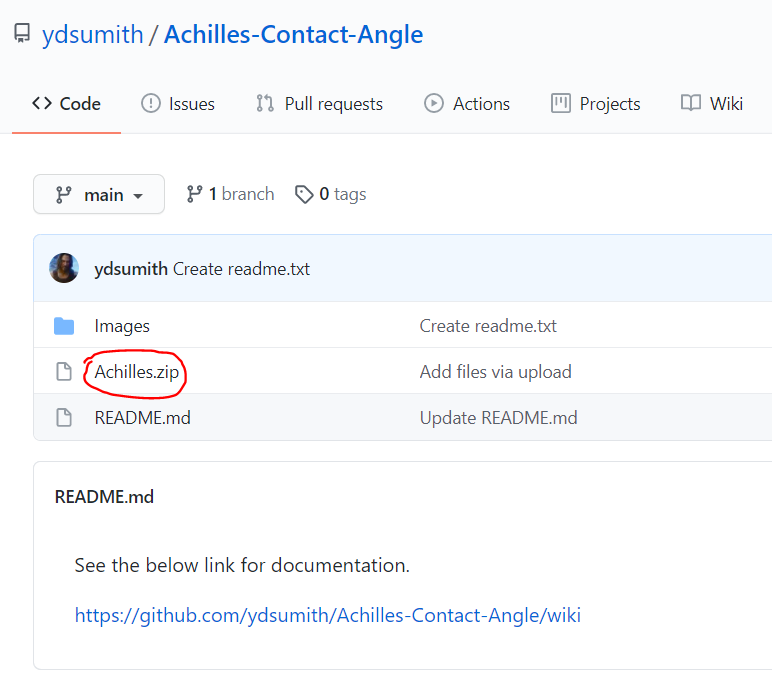 ydsumith / Achilles-Contact-Angle
Code Issues Pull requests Actions Projects Wiki
main 1 branch 0 tags
ydsumith Create readme.txt
Images Create readme.txt
Achilles.zip Add files via upload
README.md Update README.md
README.md
See the below link for documentation.
https://github.com/ydsumith/Achilles-Contact-Angle/wiki